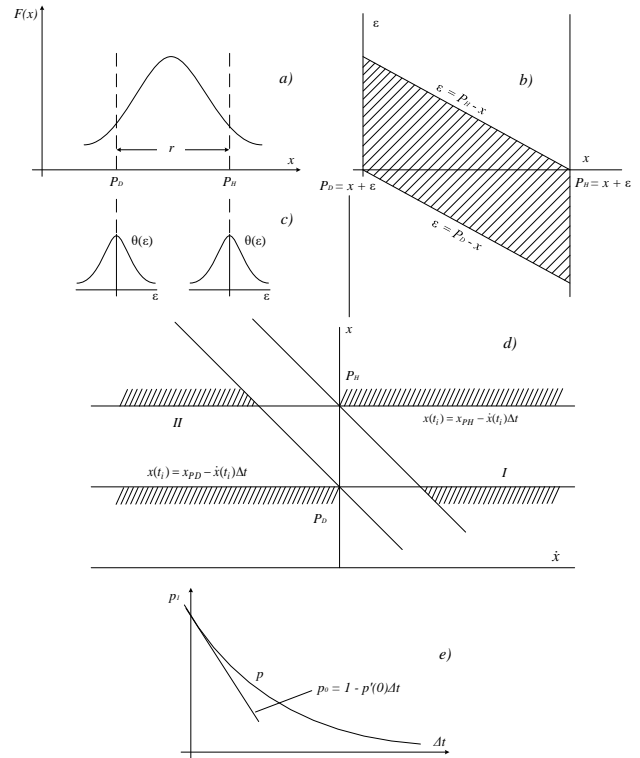 F(x)
a)
r
x
P_D
P_H
ε
b)
ε = P_H - x
x
P_D = x + ε
P_H = x + ε
ε = P_D - x
c)
θ(ε)
θ(ε)
ε
ε
x
d)
P_H
II
x(t_i) = x_PH − ẋ(t_i)Δt
x(t_i) = x_PD − ẋ(t_i)Δt
I
P_D
ẋ
p_1
e)
p
p_0 = 1 - p'(0)Δt
Δt